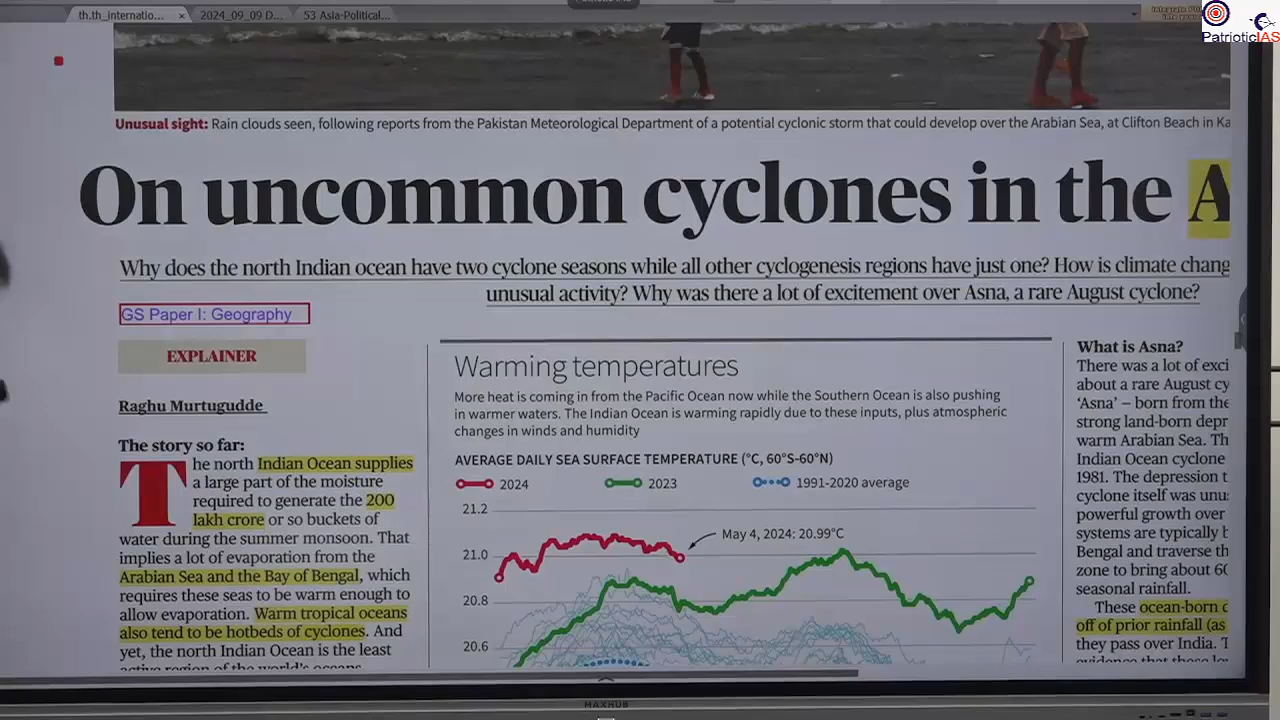 th.th_internatio...
2024_09_09 D...
53 Asia-Political...
PatrioticIAS
Unusual sight: Rain clouds seen, following reports from the Pakistan Meteorological Department of a potential cyclonic storm that could develop over the Arabian Sea, at Clifton Beach in Ka
On uncommon cyclones in the A
Why does the north Indian ocean have two cyclone seasons while all other cyclogenesis regions have just one? How is climate chang
unusual activity? Why was there a lot of excitement over Asna, a rare August cyclone?
GS Paper I: Geography
EXPLAINER
Raghu Murtugudde
The story so far:
The north Indian Ocean supplies
a large part of the moisture
required to generate the 200
lakh crore or so buckets of
water during the summer monsoon. That
implies a lot of evaporation from the
Arabian Sea and the Bay of Bengal, which
requires these seas to be warm enough to
allow evaporation. Warm tropical oceans
also tend to be hotbeds of cyclones. And
yet, the north Indian Ocean is the least
active region of the world's oceans
Warming temperatures
More heat is coming in from the Pacific Ocean now while the Southern Ocean is also pushing
in warmer waters. The Indian Ocean is warming rapidly due to these inputs, plus atmospheric
changes in winds and humidity
AVERAGE DAILY SEA SURFACE TEMPERATURE (°C, 60°S-60°N)
2024
2023
1991-2020 average
21.2
May 4, 2024: 20.99°C
21.0
20.8
20.6
What is Asna?
There was a lot of exci
about a rare August cy
'Asna' – born from the
strong land-born depr
warm Arabian Sea. Th
Indian Ocean cyclone
1981. The depression t
cyclone itself was unu
powerful growth over
systems are typically b
Bengal and traverse th
zone to bring about 60
seasonal rainfall.
These ocean-born d
off of prior rainfall (as
they pass over India. T
evidence that these lo
MAXHUB